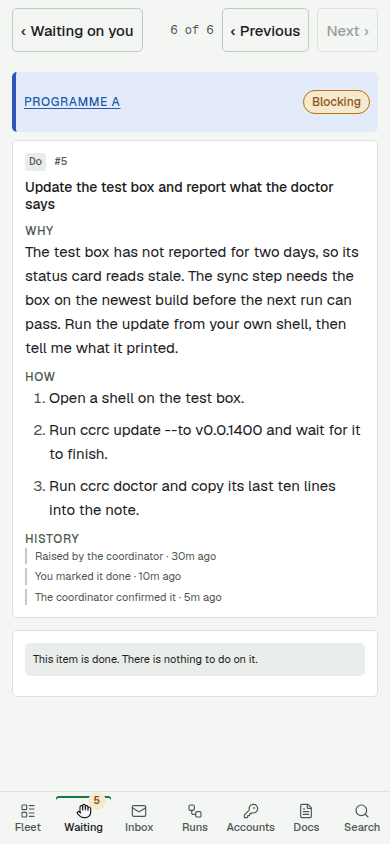 ‹ Waiting on you
6 of 6
‹ Previous
Next ›
PROGRAMME A
Blocking
Do #5
Update the test box and report what the doctor
says
WHY
The test box has not reported for two days, so its
status card reads stale. The sync step needs the
box on the newest build before the next run can
pass. Run the update from your own shell, then
tell me what it printed.
HOW
1. Open a shell on the test box.
2. Run ccrc update --to v0.0.1400 and wait for it
to finish.
3. Run ccrc doctor and copy its last ten lines
into the note.
HISTORY
Raised by the coordinator · 30m ago
You marked it done · 10m ago
The coordinator confirmed it · 5m ago
This item is done. There is nothing to do on it.
5
Fleet
Waiting
Inbox
Runs
Accounts
Docs
Search